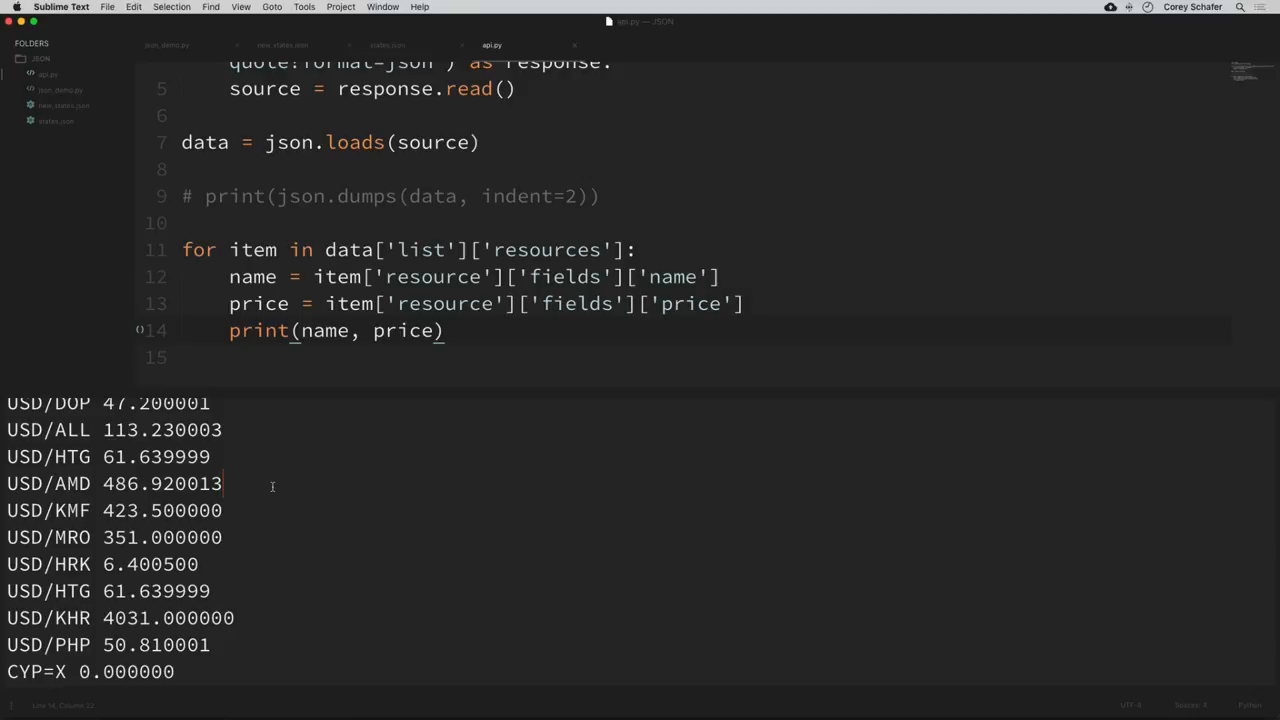 Sublime Text File Edit Selection Find View Goto Tools Project Window Help Corey Schafer
api.py — JSON
FOLDERS
JSON
api.py
json_demo.py
new_states.json
states.json
json_demo.py new_states.json states.json api.py
quote?format=json") as response:
5 source = response.read()
6
7 data = json.loads(source)
8
9 # print(json.dumps(data, indent=2))
10
11 for item in data['list']['resources']:
12 name = item['resource']['fields']['name']
13 price = item['resource']['fields']['price']
14 print(name, price)
15
USD/DOP 47.200001
USD/ALL 113.230003
USD/HTG 61.639999
USD/AMD 486.920013
USD/KMF 423.500000
USD/MRO 351.000000
USD/HRK 6.400500
USD/HTG 61.639999
USD/KHR 4031.000000
USD/PHP 50.810001
CYP=X 0.000000
Line 14, Column 23 UTF-8 Spaces: 4 Python